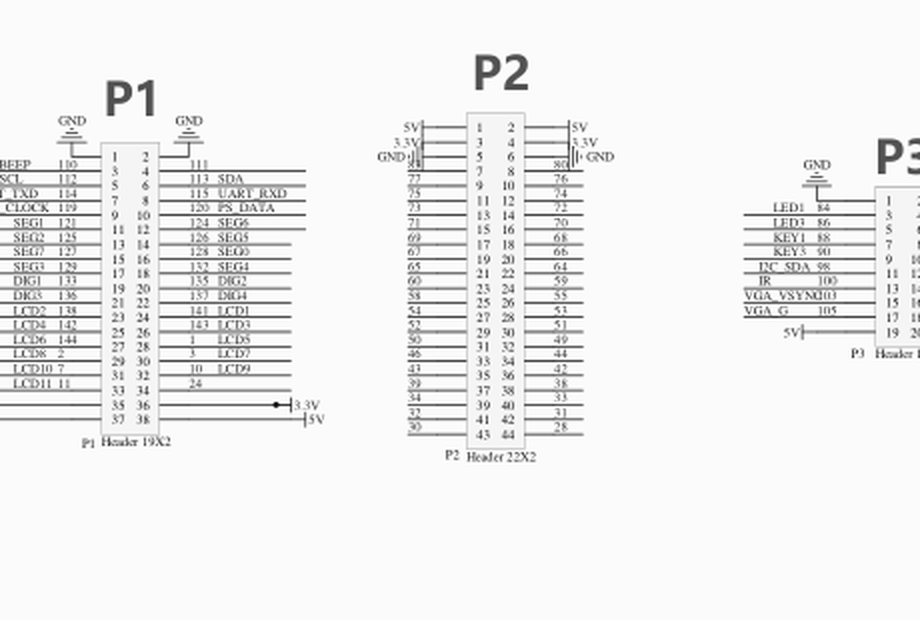 P1
GND GND
1 2
BEEP 110 3 4 111
SCL 112 5 6 113 SDA
T_TXD 114 7 8 115 UART_RXD
CLOCK 119 9 10 120 PS_DATA
SEG1 121 11 12 124 SEG6
SEG2 125 13 14 126 SEG5
SEG7 127 15 16 128 SEG0
SEG3 129 17 18 132 SEG4
DIG1 133 19 20 135 DIG2
DIG3 136 21 22 137 DIG4
LCD2 138 23 24 141 LCD1
LCD4 142 25 26 143 LCD3
LCD6 144 27 28 1 LCD5
LCD8 2 29 30 3 LCD7
LCD10 7 31 32 10 LCD9
LCD11 11 33 34 24
35 36 3.3V
37 38 5V
P1 Header 19X2
P2
5V 1 2 5V
3.3V 3 4 3.3V
GND 5 6 GND
7 8 80
77 9 10 76
75 11 12 74
73 13 14 72
71 15 16 70
69 17 18 68
67 19 20 66
65 21 22 64
60 23 24 59
58 25 26 55
54 27 28 53
52 29 30 51
50 31 32 49
46 33 34 44
43 35 36 42
39 37 38 38
34 39 40 33
32 41 42 31
30 43 44 28
P2 Header 22X2
P3
GND
1 2
LED1 84 3
LED3 86 5
KEY1 88 7
KEY3 90 9 10
I2C_SDA 98 11 12
IR 100 13 14
VGA_VSYNC 103 15 16
VGA_G 105 17 18
5V 19 20
P3 Header